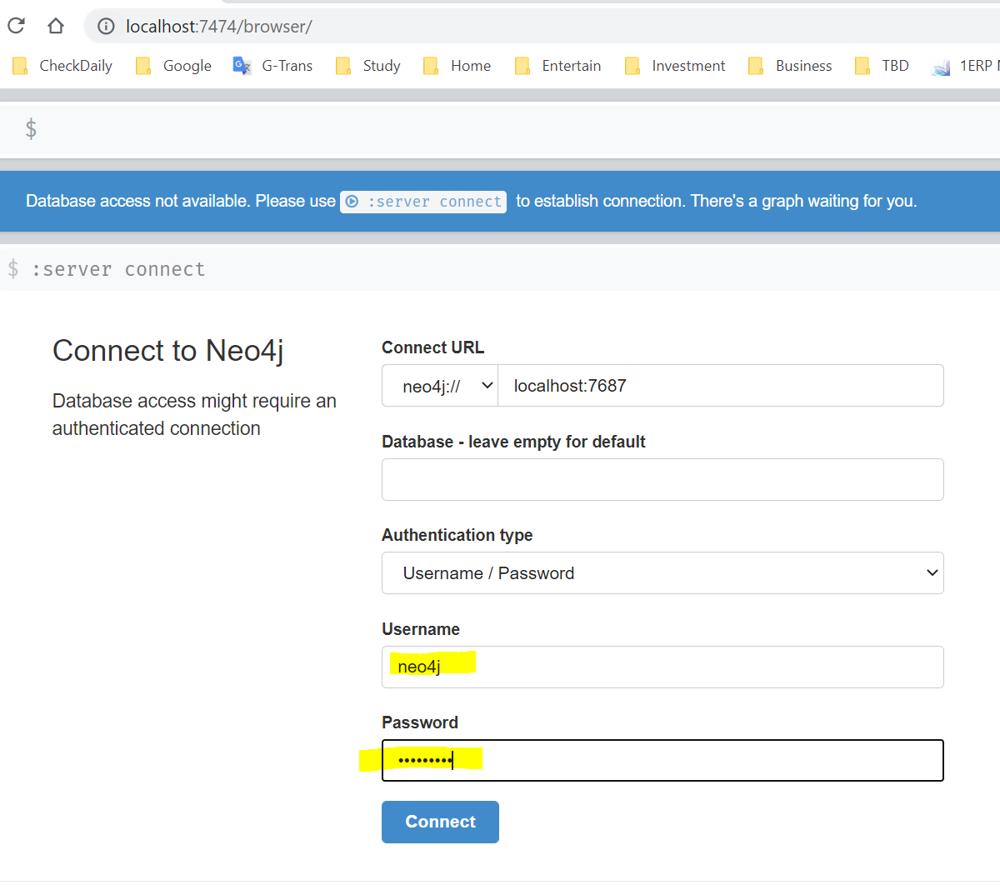 localhost:7474/browser/
CheckDaily Google G-Trans Study Home Entertain Investment Business TBD 1ERP
$
Database access not available. Please use :server connect to establish connection. There's a graph waiting for you.
$ :server connect
Connect to Neo4j
Database access might require an
authenticated connection
Connect URL
neo4j:// localhost:7687
Database - leave empty for default
Authentication type
Username / Password
Username
neo4j
Password
•••••••••
Connect